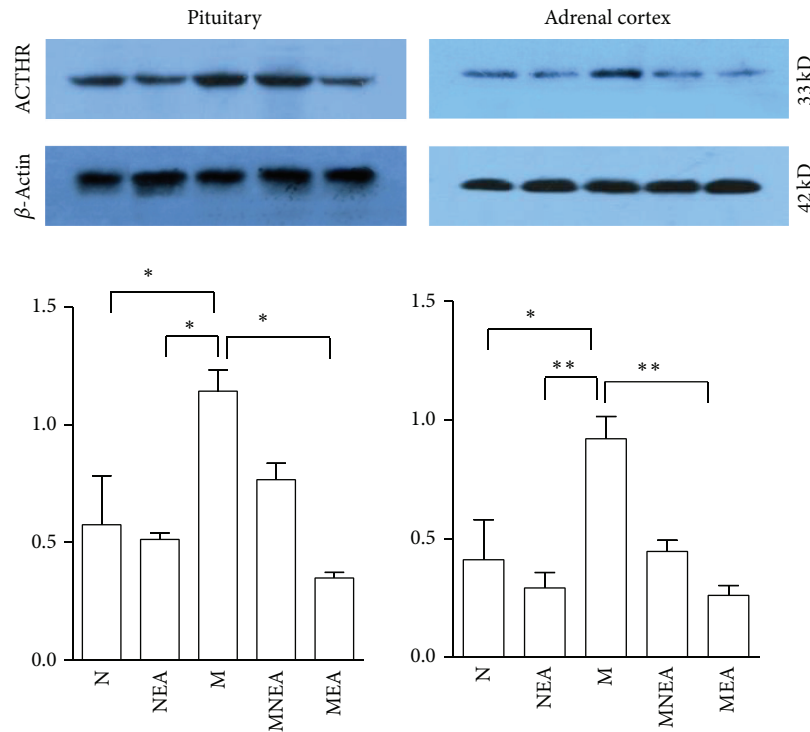 Pituitary
Adrenal cortex
ACTHR
33 kD
β-Actin
42 kD
*
*
*
1.5
1.0
0.5
0.0
N
NEA
M
MNEA
MEA
*
**
**
1.5
1.0
0.5
0.0
N
NEA
M
MNEA
MEA